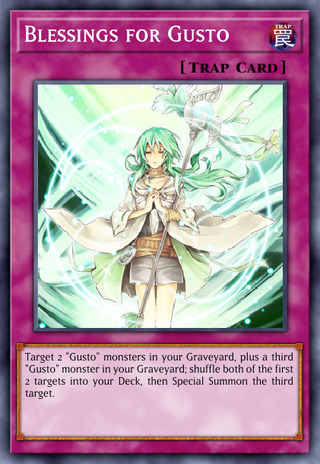 Blessings for Gusto
TRAP
罠
[Trap Card]
Target 2 "Gusto" monsters in your Graveyard, plus a third
"Gusto" monster in your Graveyard; shuffle both of the first
2 targets into your Deck, then Special Summon the third
target.